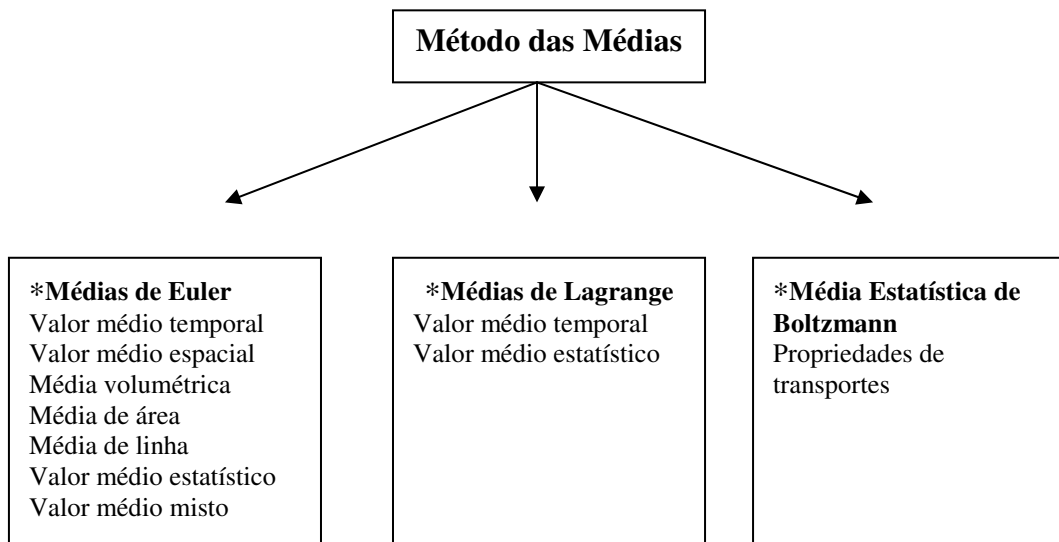 Método das Médias
*Médias de Euler
Valor médio temporal
Valor médio espacial
Média volumétrica
Média de área
Média de linha
Valor médio estatístico
Valor médio misto
*Médias de Lagrange
Valor médio temporal
Valor médio estatístico
*Média Estatística de
Boltzmann
Propriedades de
transportes